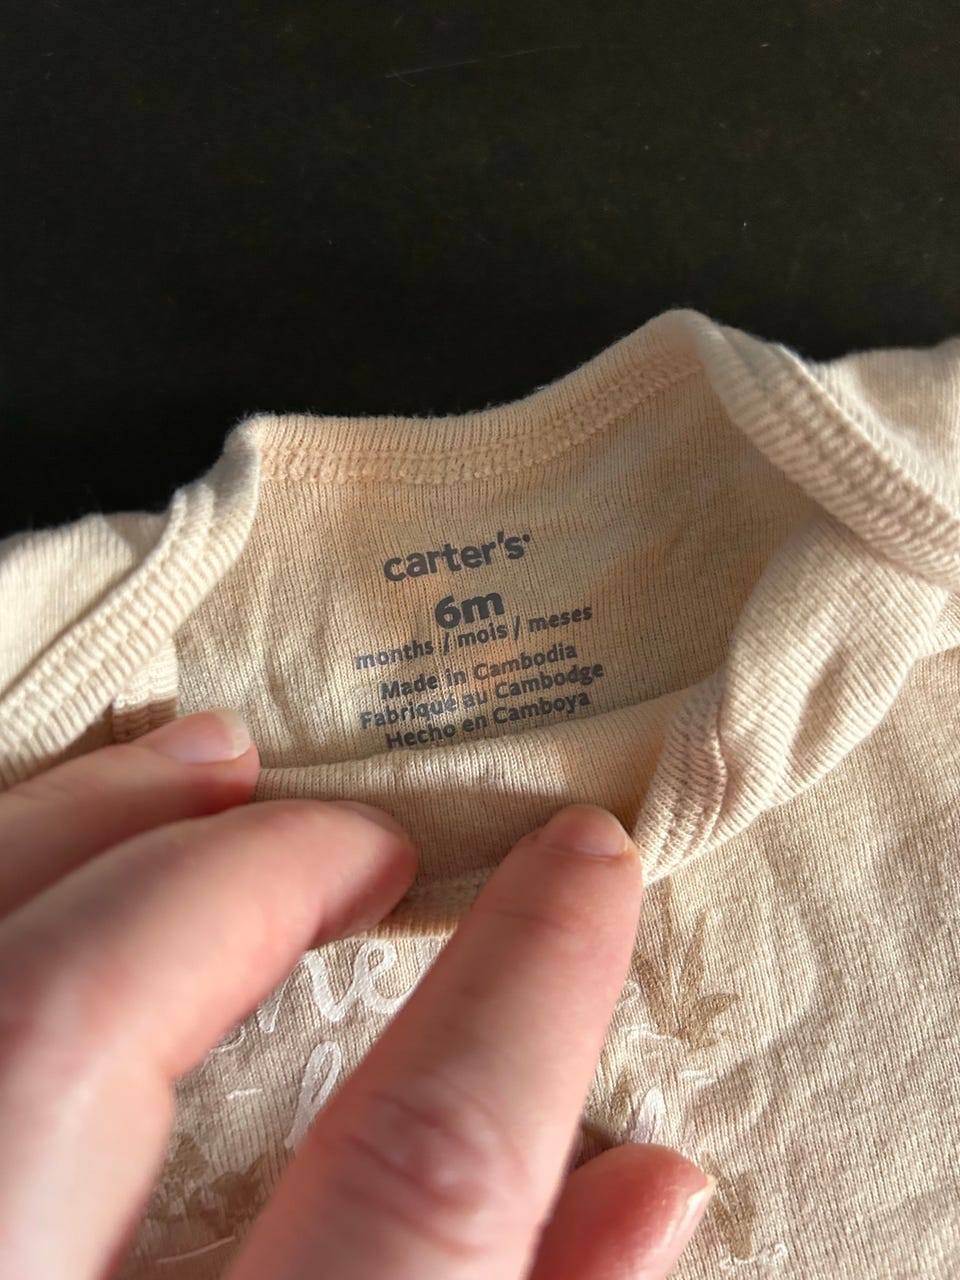 carter's
6m
months / mois / meses
Made in Cambodia
Fabriqué au Cambodge
Hecho en Camboya